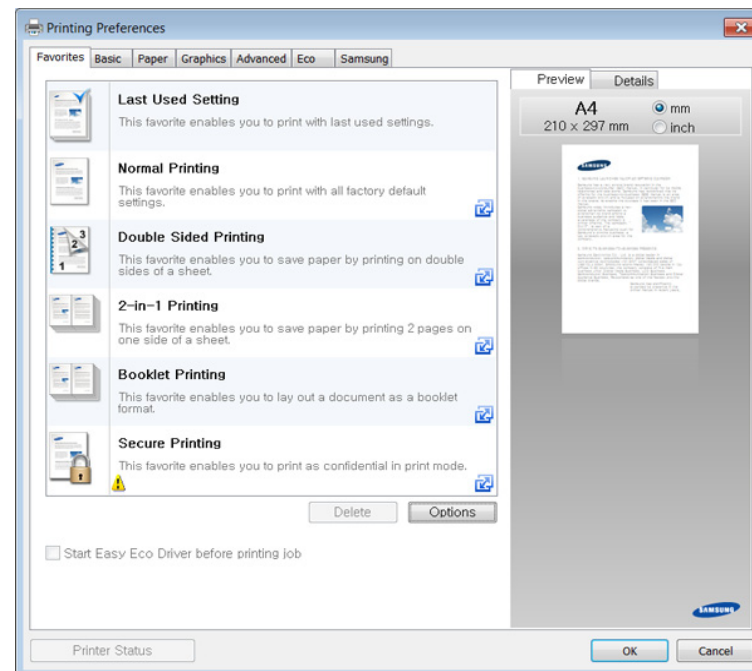 Printing Preferences
Favorites Basic Paper Graphics Advanced Eco Samsung
Last Used Setting
This favorite enables you to print with last used settings.
Normal Printing
This favorite enables you to print with all factory default
settings.
Double Sided Printing
This favorite enables you to save paper by printing on double
sides of a sheet.
2-in-1 Printing
This favorite enables you to save paper by printing 2 pages on
one side of a sheet.
Booklet Printing
This favorite enables you to lay out a document as a booklet
format.
Secure Printing
This favorite enables you to print as confidential in print mode.
Delete Options
Start Easy Eco Driver before printing job
Printer Status
Preview Details
A4
210 x 297 mm
mm
inch
SAMSUNG
SAMSUNG
OK Cancel